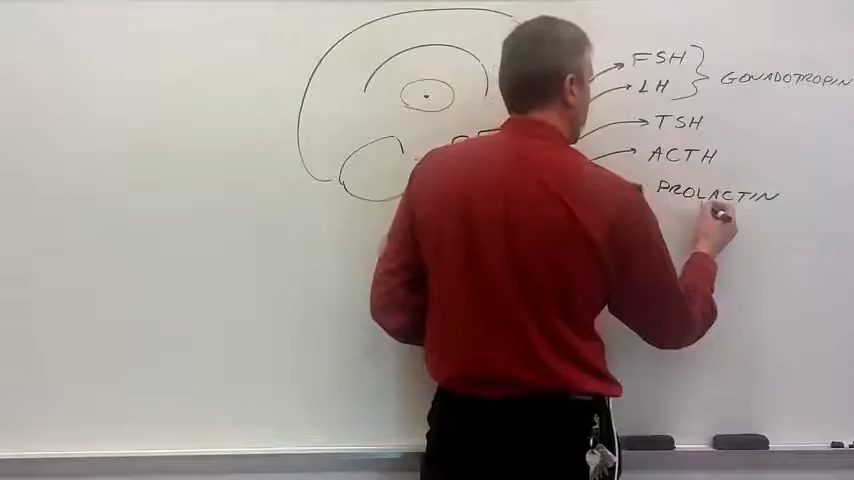 FSH
LH
GONADOTROPIN
TSH
ACTH
PROLACTIN